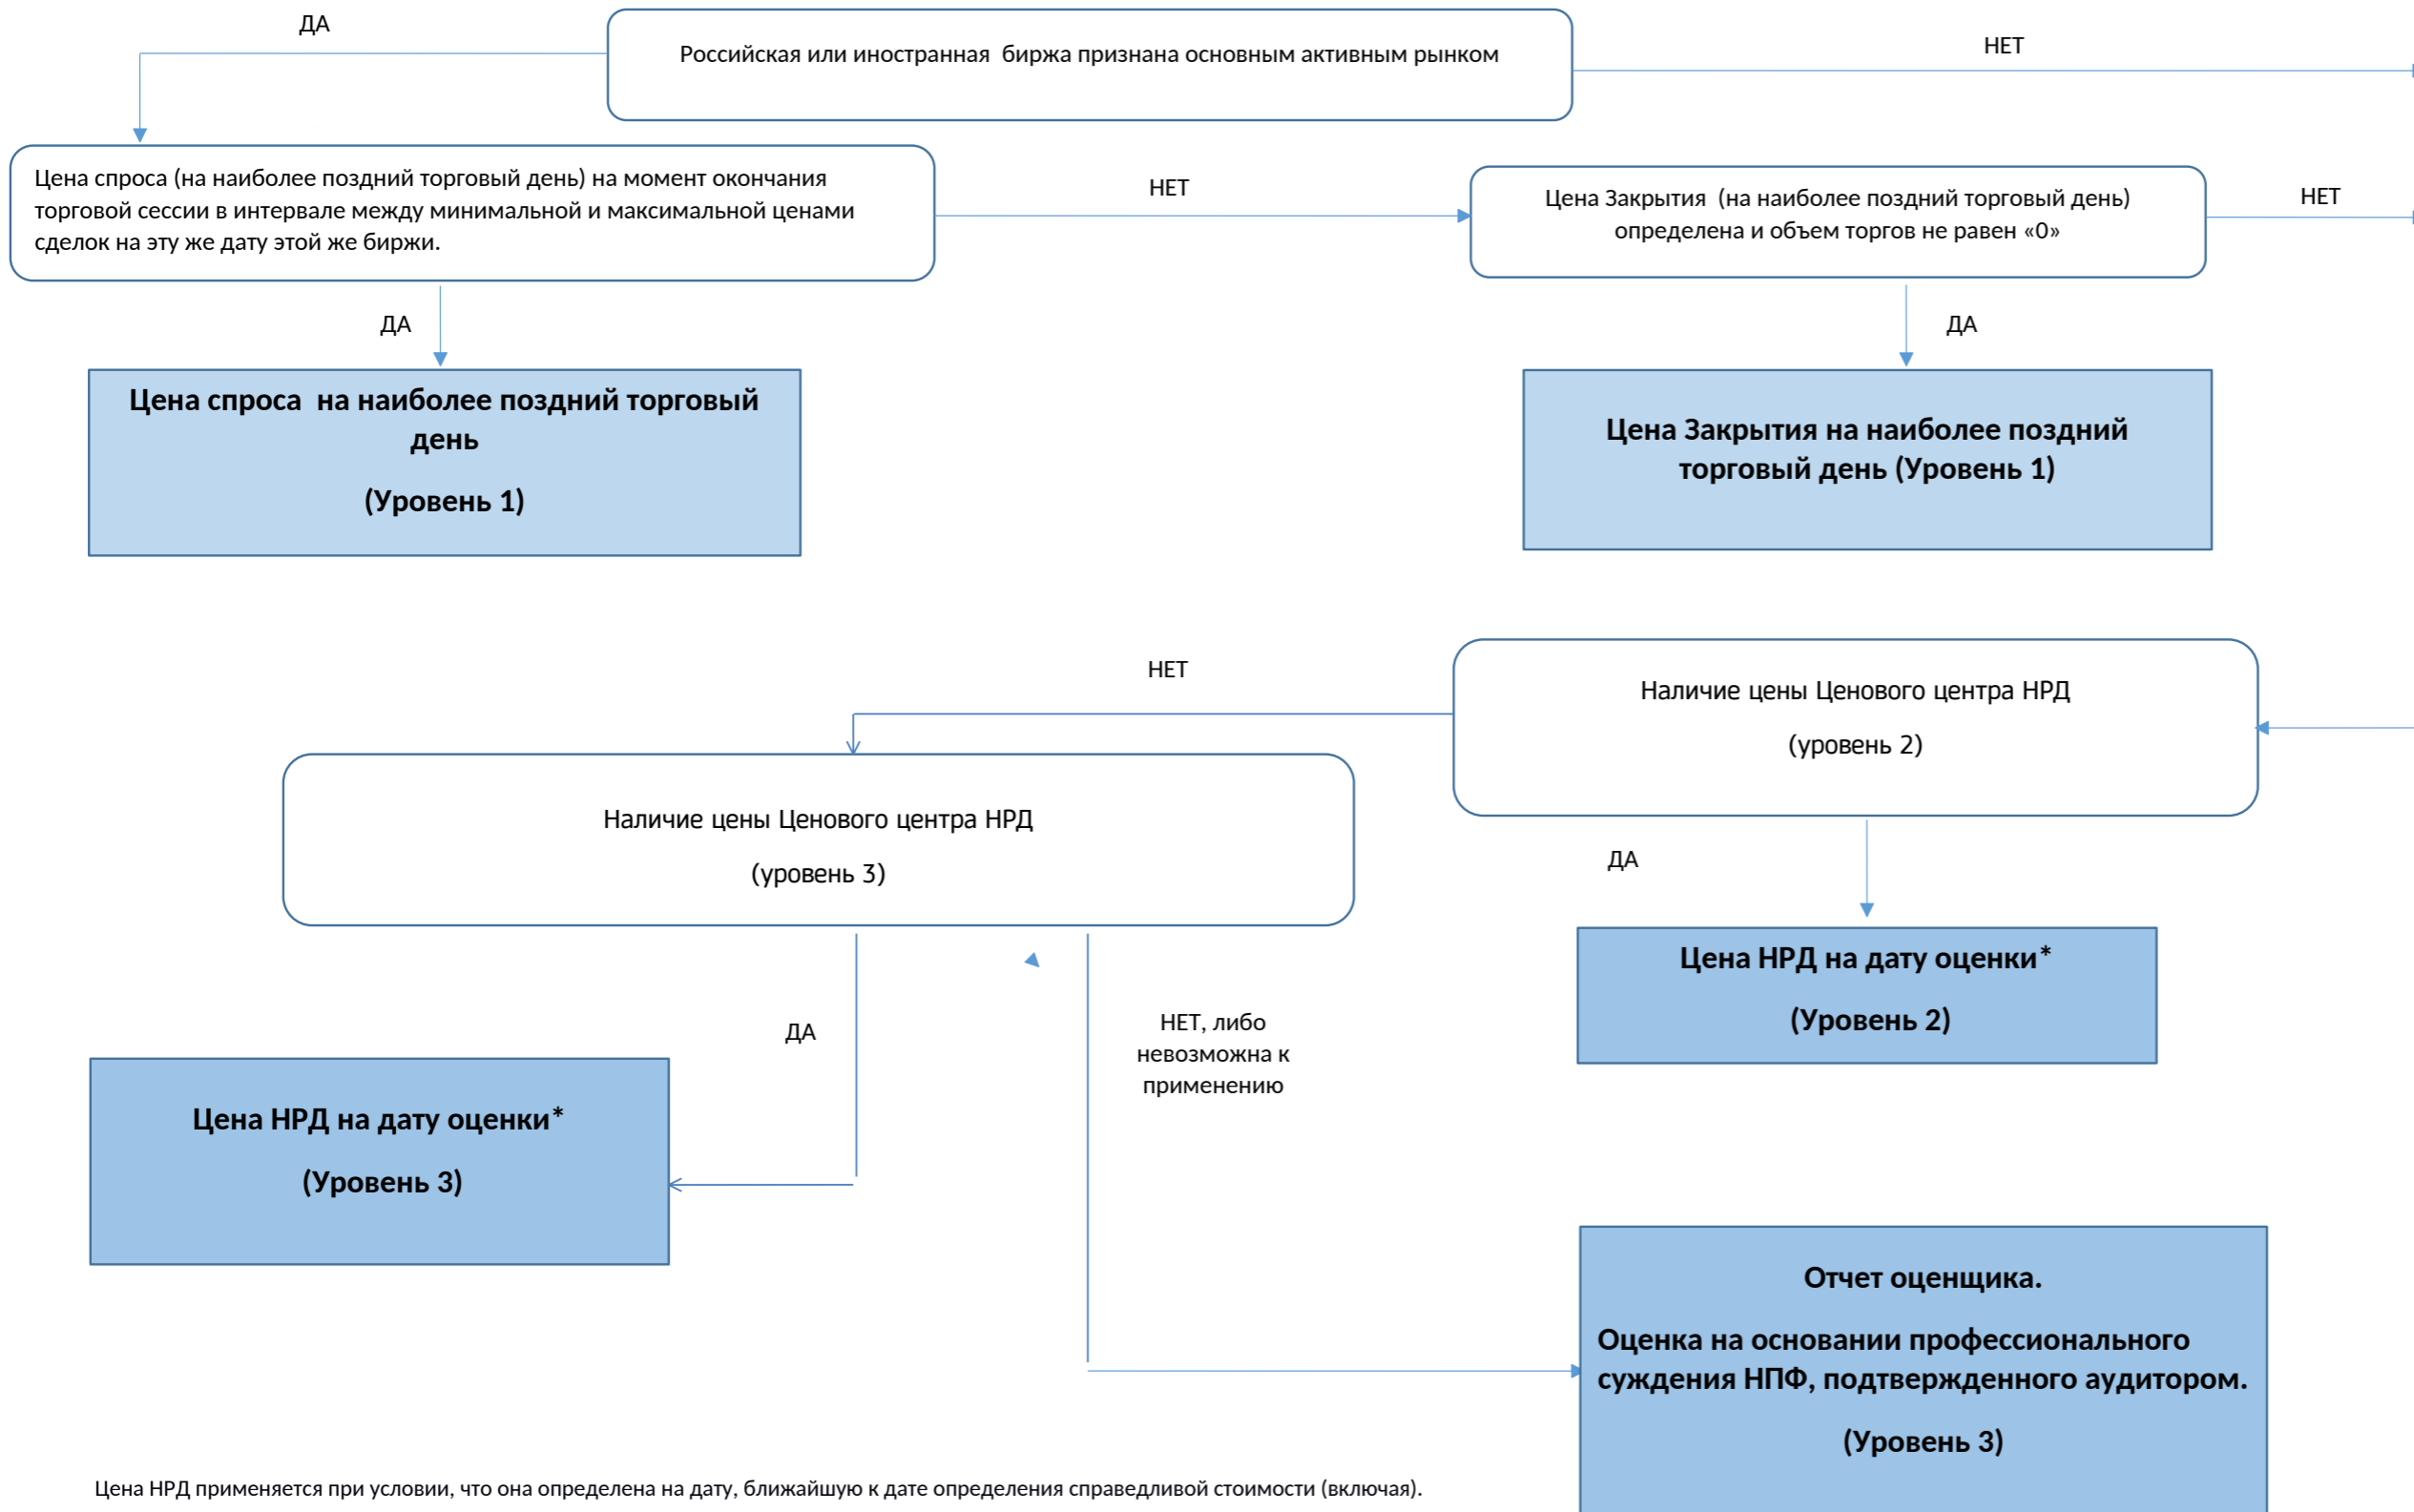 ДА
Российская или иностранная биржа признана основным активным рынком
НЕТ
Цена спроса (на наиболее поздний торговый день) на момент окончания
торговой сессии в интервале между минимальной и максимальной ценами
сделок на эту же дату этой же биржи.
НЕТ
Цена Закрытия (на наиболее поздний торговый день)
определена и объем торгов не равен «0»
НЕТ
ДА
ДА
Цена спроса на наиболее поздний торговый
день
(Уровень 1)
Цена Закрытия на наиболее поздний
торговый день (Уровень 1)
НЕТ
Наличие цены Ценового центра НРД
(уровень 2)
Наличие цены Ценового центра НРД
(уровень 3)
ДА
Цена НРД на дату оценки*
(Уровень 2)
ДА
НЕТ, либо
невозможна к
применению
Цена НРД на дату оценки*
(Уровень 3)
Отчет оценщика.
Оценка на основании профессионального
суждения НПФ, подтвержденного аудитором.
(Уровень 3)
Цена НРД применяется при условии, что она определена на дату, ближайшую к дате определения справедливой стоимости (включая).